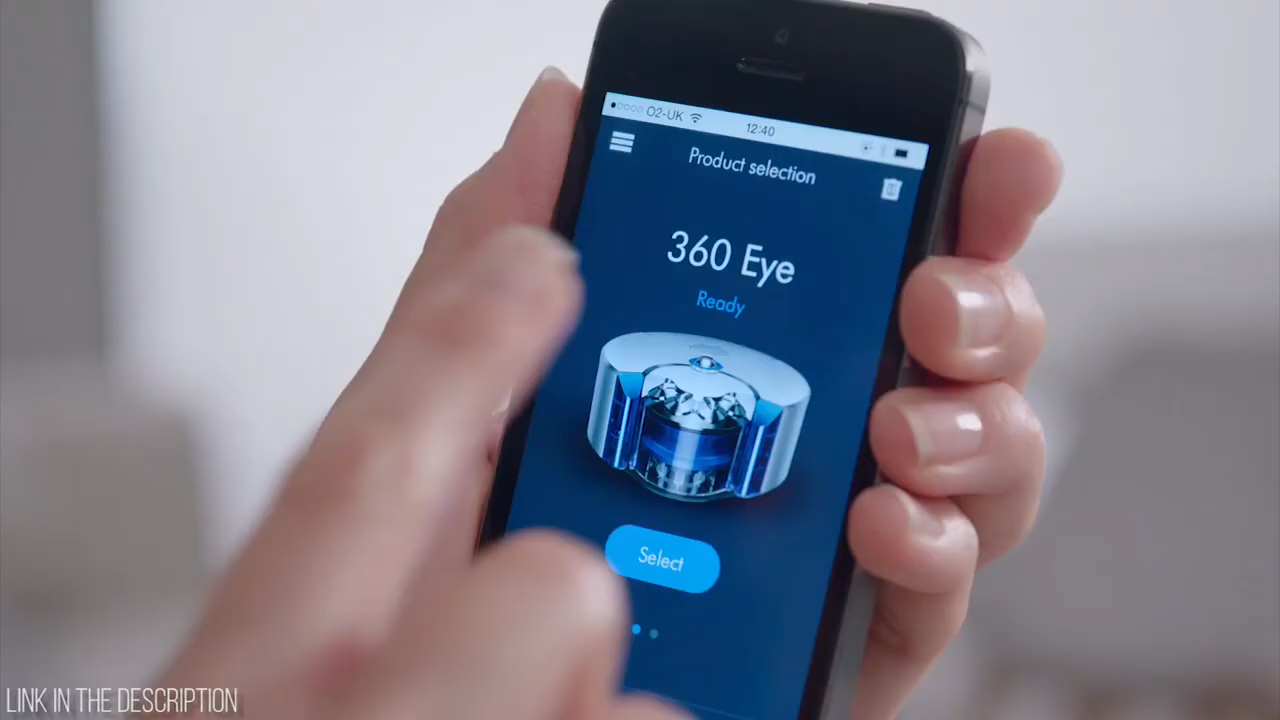 O2-UK
12:40
Product selection
360 Eye
Ready
Select
LINK IN THE DESCRIPTION